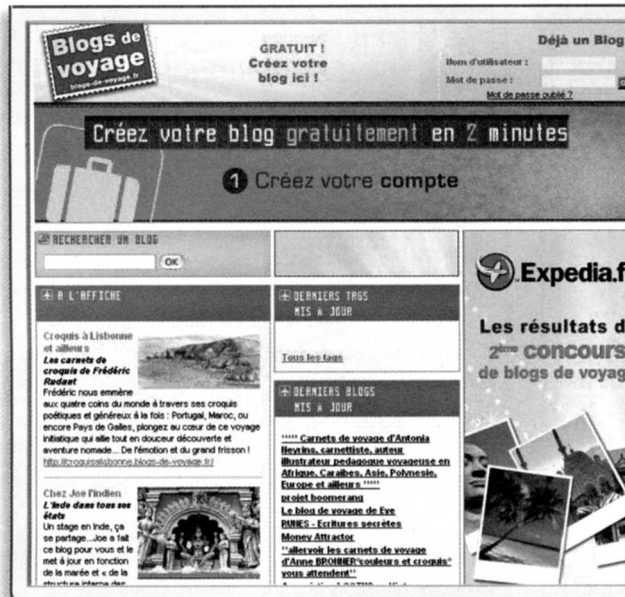 Blogs de
voyage
blogs-de-voyage.fr
GRATUIT !
Créez votre
blog ici !
Déjà un Blog
Nom d'utilisateur :
Mot de passe :
Mot de passe oublié ?
Créez votre blog gratuitement en 2 minutes
1 Créez votre compte
RECHERCHER UN BLOG
OK
A L'AFFICHE
Croquis à Lisbonne
et ailleurs
Les carnets de
croquis de Frédéric
Radant
Frédéric nous emmène
aux quatre coins du monde à travers ses croquis
poétiques et généreux à la fois : Portugal, Maroc, ou
encore Pays de Galles, plongez au cœur de ce voyage
initiatique qui allie tout en douceur découverte et
aventure nomade... De l'émotion et du grand frisson !
http://croquislisbonne.blogs-de-voyage.fr/
Chez Joe l'indien
L'Inde dans tous ses
états
Un stage en Inde, ça
se partage...Joe a fait
ce blog pour vous et le
met à jour en fonction
de la marée et « de la
structure interne des
DERNIERS TAGS
MIS A JOUR
Tous les tags
DERNIERS BLOGS
MIS A JOUR
***** Carnets de voyage d'Antonia
Neyrins, carnettiste, auteur
illustrateur pedagogue voyageuse en
Afrique, Caraibes, Asie, Polynesie,
Europe et ailleurs *****
projet boomerang
Le blog de voyage de Eve
RUNES - Ecritures secrètes
Money Attractor
**allervoir les carnets de voyage
d'Anne BRONNER*couleurs et croquis*
vous attendent**
Expedia.f
Les résultats d
2ème concours
de blogs de voyag